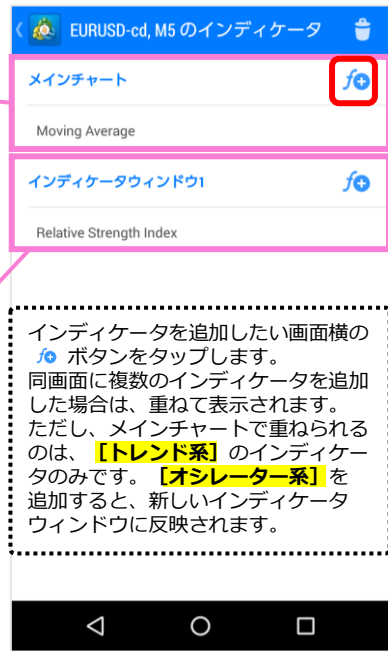 EURUSD-cd, M5 のインディケータ
メインチャート
f
Moving Average
インディケータウィンドウ1
f
Relative Strength Index
インディケータを追加したい画面横の
f ボタンをタップします。
同画面に複数のインディケータを追加
した場合は、重ねて表示されます。
ただし、メインチャートで重ねられる
のは、[トレンド系]のインディケー
タのみです。[オシレーター系]を
追加すると、新しいインディケータ
ウィンドウに反映されます。